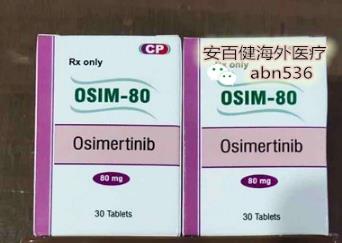 CP
Rx only
OSIM-80
Osimertinib
80 mg
30 Tablets
安百健海外医疗
abn536
Rx only
OSIM-80
Osimertinib
80 mg
30 Tablets